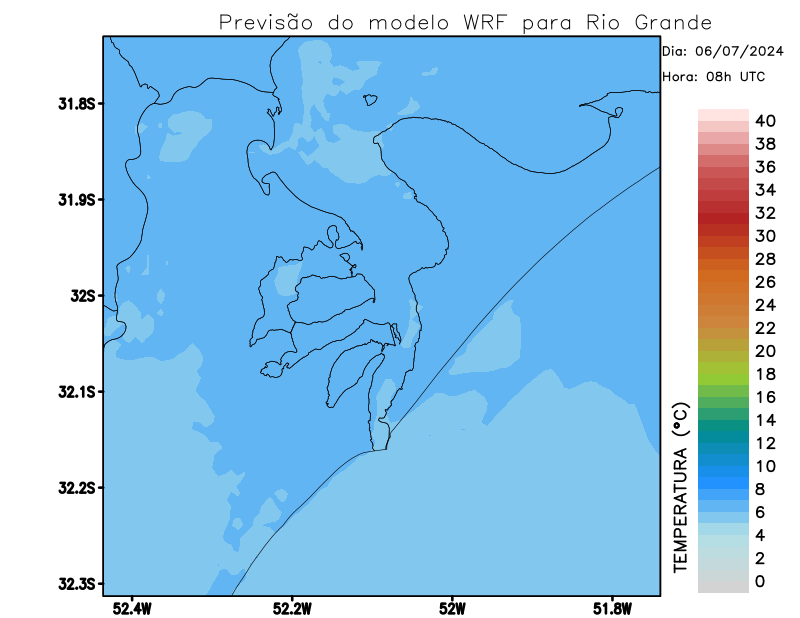 Previsão do modelo WRF para Rio Grande
Dia: 06/07/2024
Hora: 08h UTC
31.8S
31.9S
32S
32.1S
32.2S
32.3S
52.4W
52.2W
52W
51.8W
TEMPERATURA (°C)
40
38
36
34
32
30
28
26
24
22
20
18
16
14
12
10
8
6
4
2
0